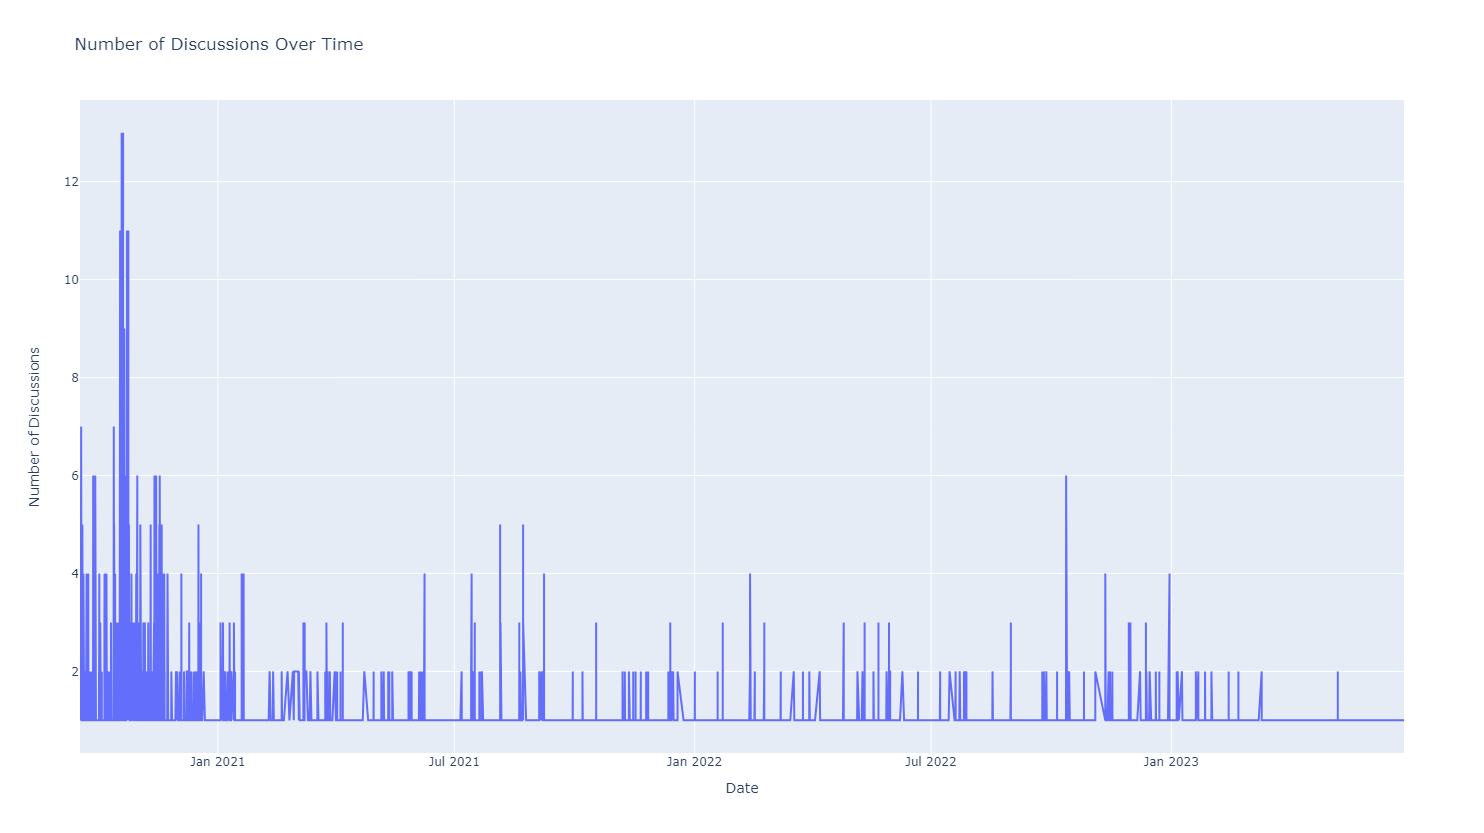 Number of Discussions Over Time
Number of Discussions
12
10
8
6
4
2
Jan 2021
Jul 2021
Jan 2022
Jul 2022
Jan 2023
Date